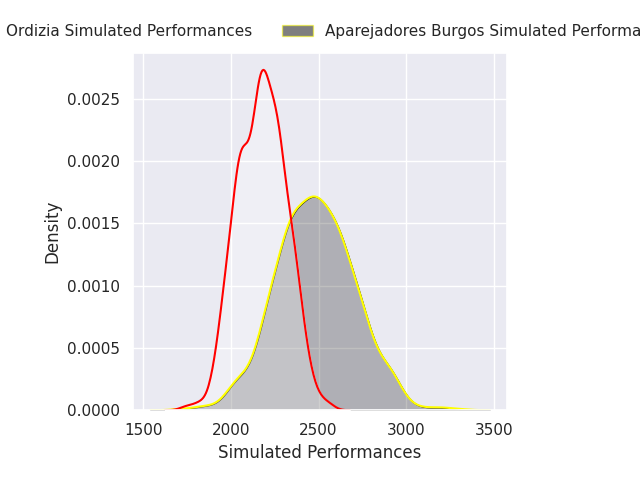 Ordizia Simulated Performances
Aparejadores Burgos Simulated Performa
0.0025
0.0020
0.0015
0.0010
0.0005
0.0000
Density
1500 2000 2500 3000 3500
Simulated Performances